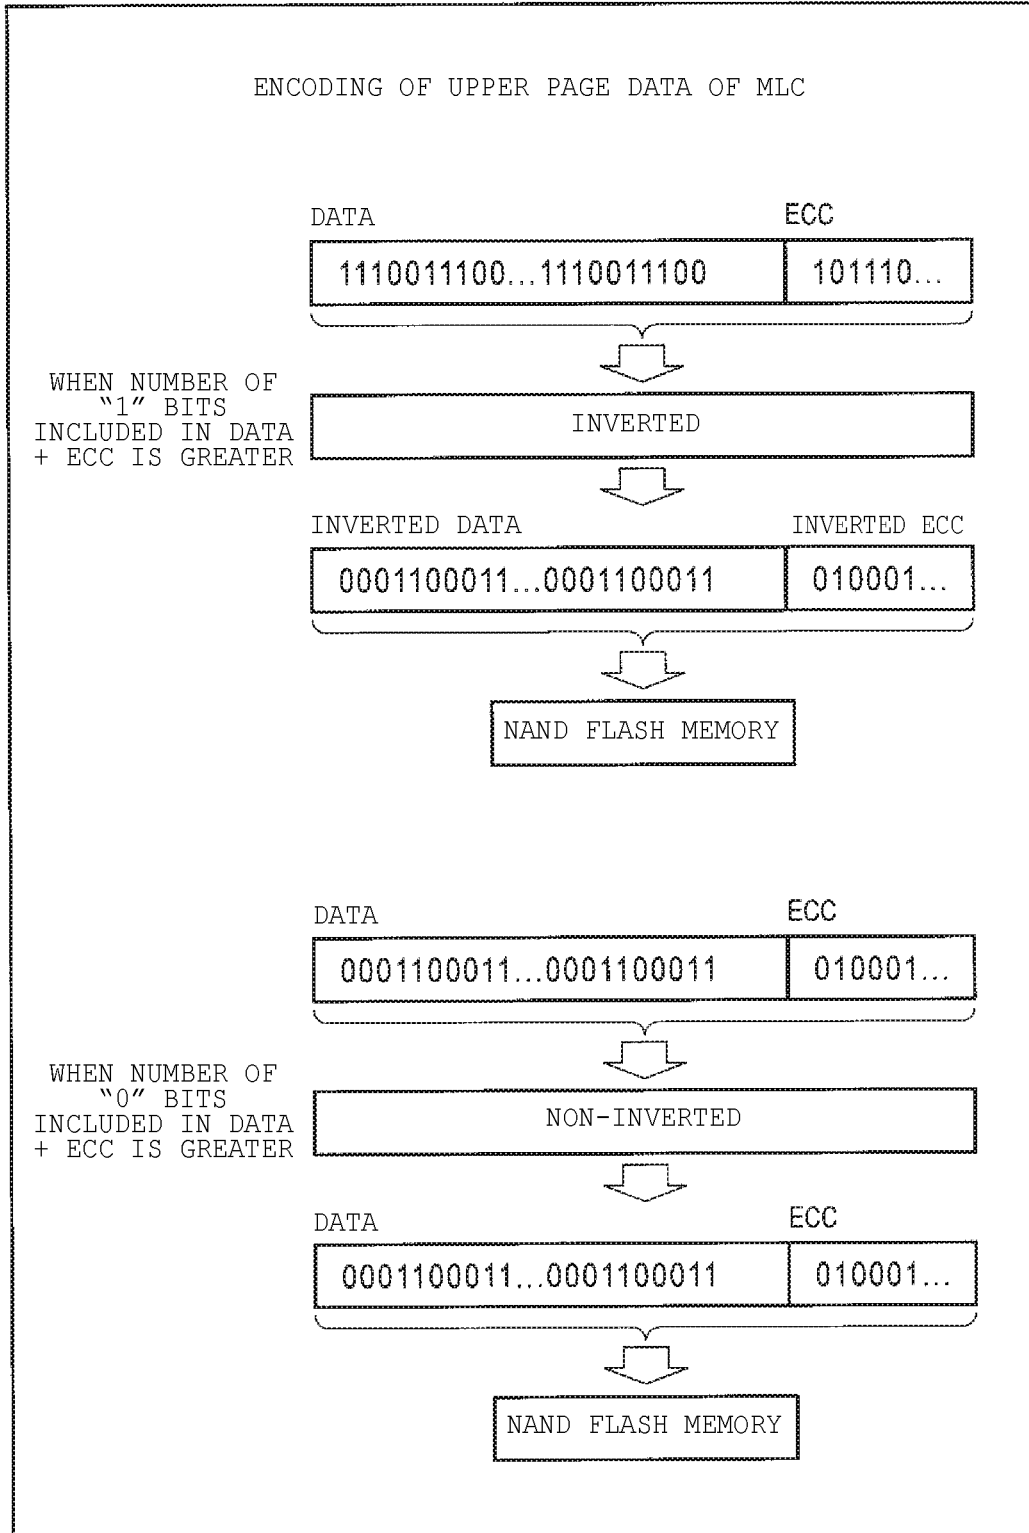 ENCODING OF UPPER PAGE DATA OF MLC
DATA ECC
1110011100...1110011100 101110...
WHEN NUMBER OF
“1” BITS
INCLUDED IN DATA
+ ECC IS GREATER
INVERTED
INVERTED DATA INVERTED ECC
0001100011...0001100011 010001...
NAND FLASH MEMORY
DATA ECC
0001100011...0001100011 010001...
WHEN NUMBER OF
“0” BITS
INCLUDED IN DATA
+ ECC IS GREATER
NON-INVERTED
DATA ECC
0001100011...0001100011 010001...
NAND FLASH MEMORY